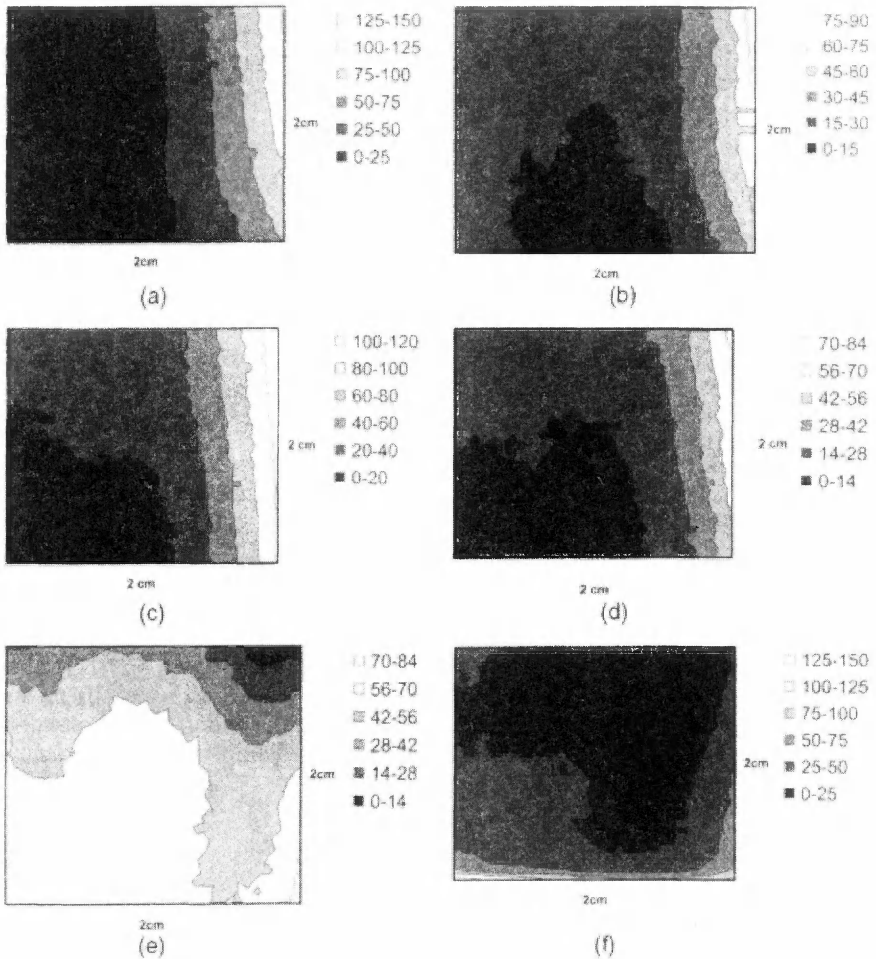 125-150
100-125
75-100
50-75
25-50
0-25
2cm
2cm
(a)
75-90
60-75
45-60
30-45
15-30
0-15
2cm
2cm
(b)
100-120
80-100
60-80
40-60
20-40
0-20
2 cm
2 cm
(c)
70-84
56-70
42-56
28-42
14-28
0-14
2 cm
2 cm
(d)
70-84
56-70
42-56
28-42
14-28
0-14
2cm
2cm
(e)
125-150
100-125
75-100
50-75
25-50
0-25
2cm
2cm
(f)